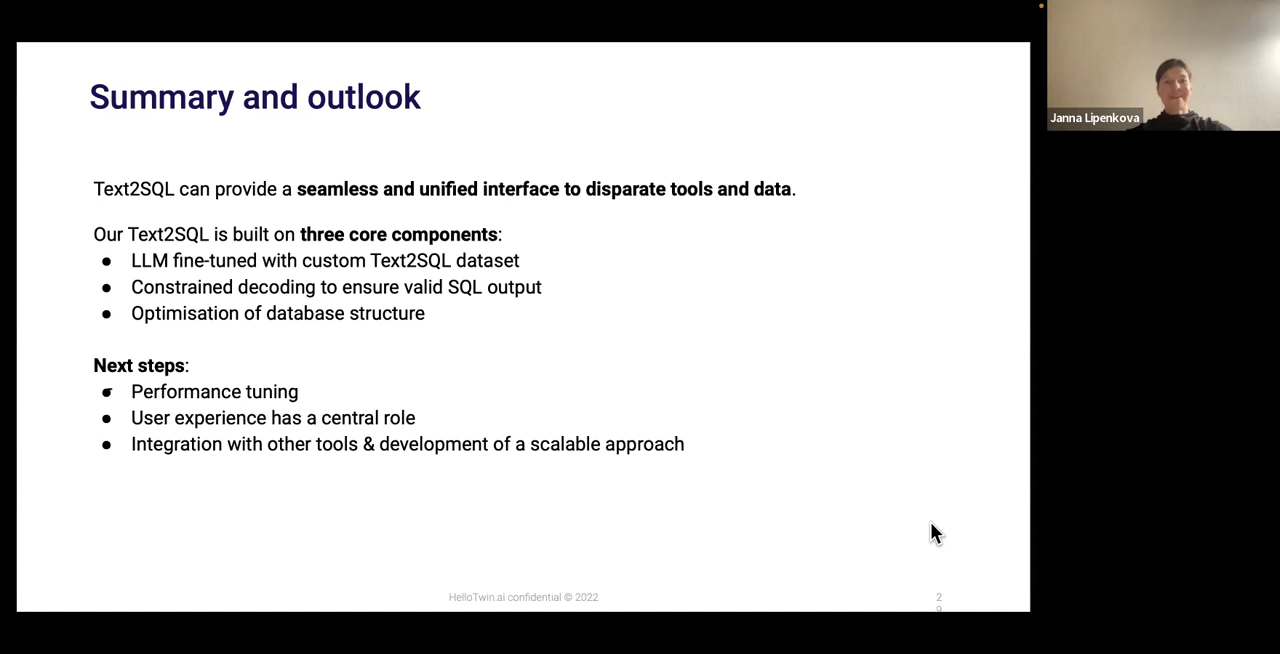 Summary and outlook
Text2SQL can provide a seamless and unified interface to disparate tools and data.
Our Text2SQL is built on three core components:
● LLM fine-tuned with custom Text2SQL dataset
● Constrained decoding to ensure valid SQL output
● Optimisation of database structure
Next steps:
● Performance tuning
● User experience has a central role
● Integration with other tools & development of a scalable approach
HelloTwin.ai confidential © 2022
2
9
Janna Lipenkova